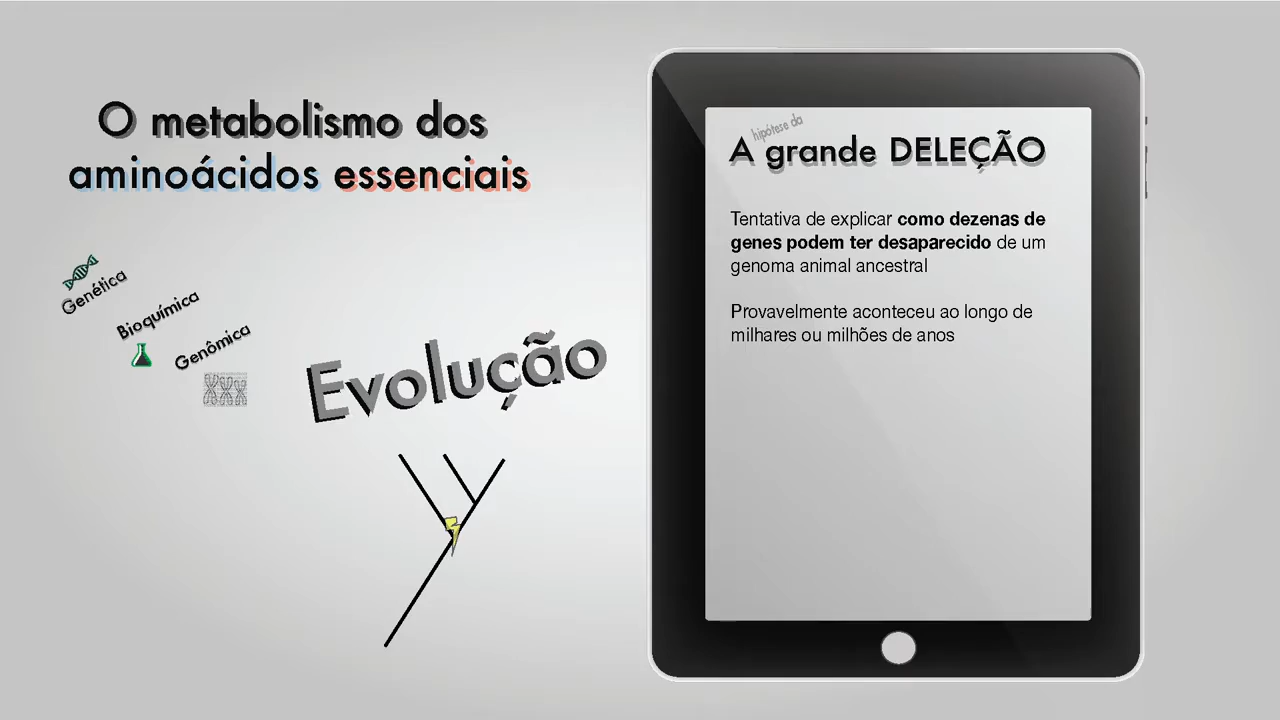 O metabolismo dos
aminoácidos essenciais
Genética
Bioquímica
Genômica
Evolução
hipótese da
A grande DELEÇÃO
Tentativa de explicar como dezenas de
genes podem ter desaparecido de um
genoma animal ancestral
Provavelmente aconteceu ao longo de
milhares ou milhões de anos